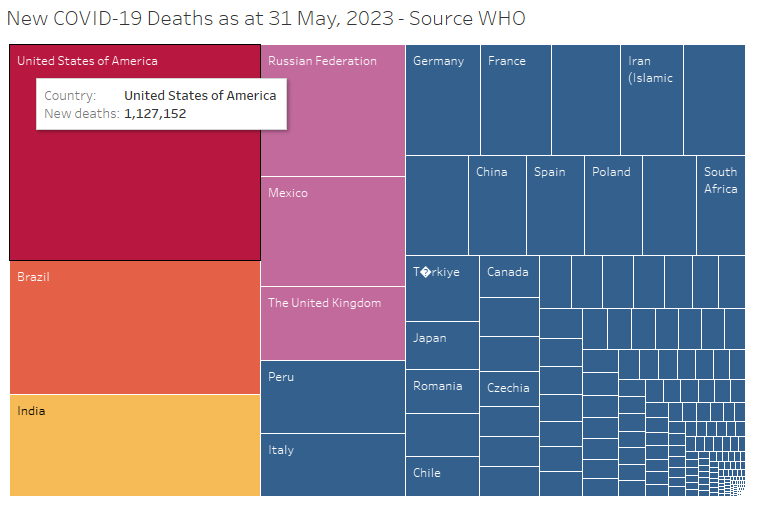 New COVID-19 Deaths as at 31 May, 2023 - Source WHO
United States of America
Country: United States of America
New deaths: 1,127,152
Russian Federation
Germany
France
Iran
(Islamic
Mexico
China
Spain
Poland
South
Africa
Brazil
The United Kingdom
T�rkiye
Canada
Japan
Peru
Romania
Czechia
India
Italy
Chile